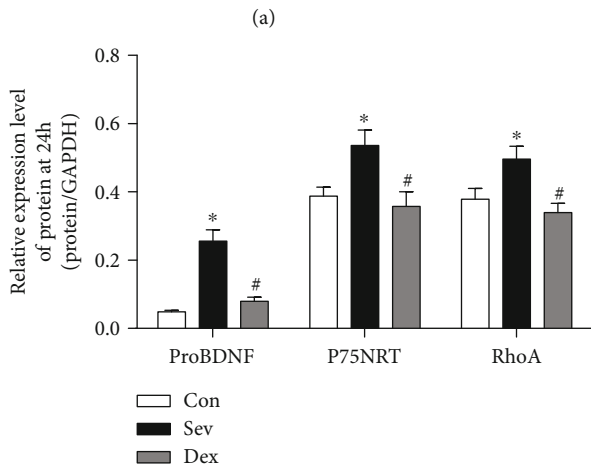 (a)
Relative expression level
of protein at 24h
(protein/GAPDH)
0.8
0.6
0.4
0.2
0.0
*
#
*
#
*
#
ProBDNF
P75NRT
RhoA
Con
Sev
Dex